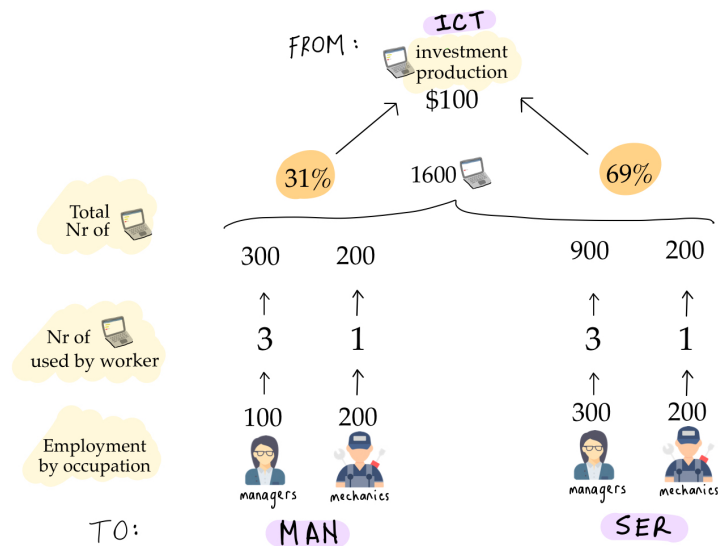 ICT
FROM:
investment
production
$100
31%
1600
69%
Total
Nr of
300 200 900 200
Nr of
used by worker
3 1 3 1
100 200 300 200
Employment
by occupation
managers mechanics managers mechanics
TO: MAN SER